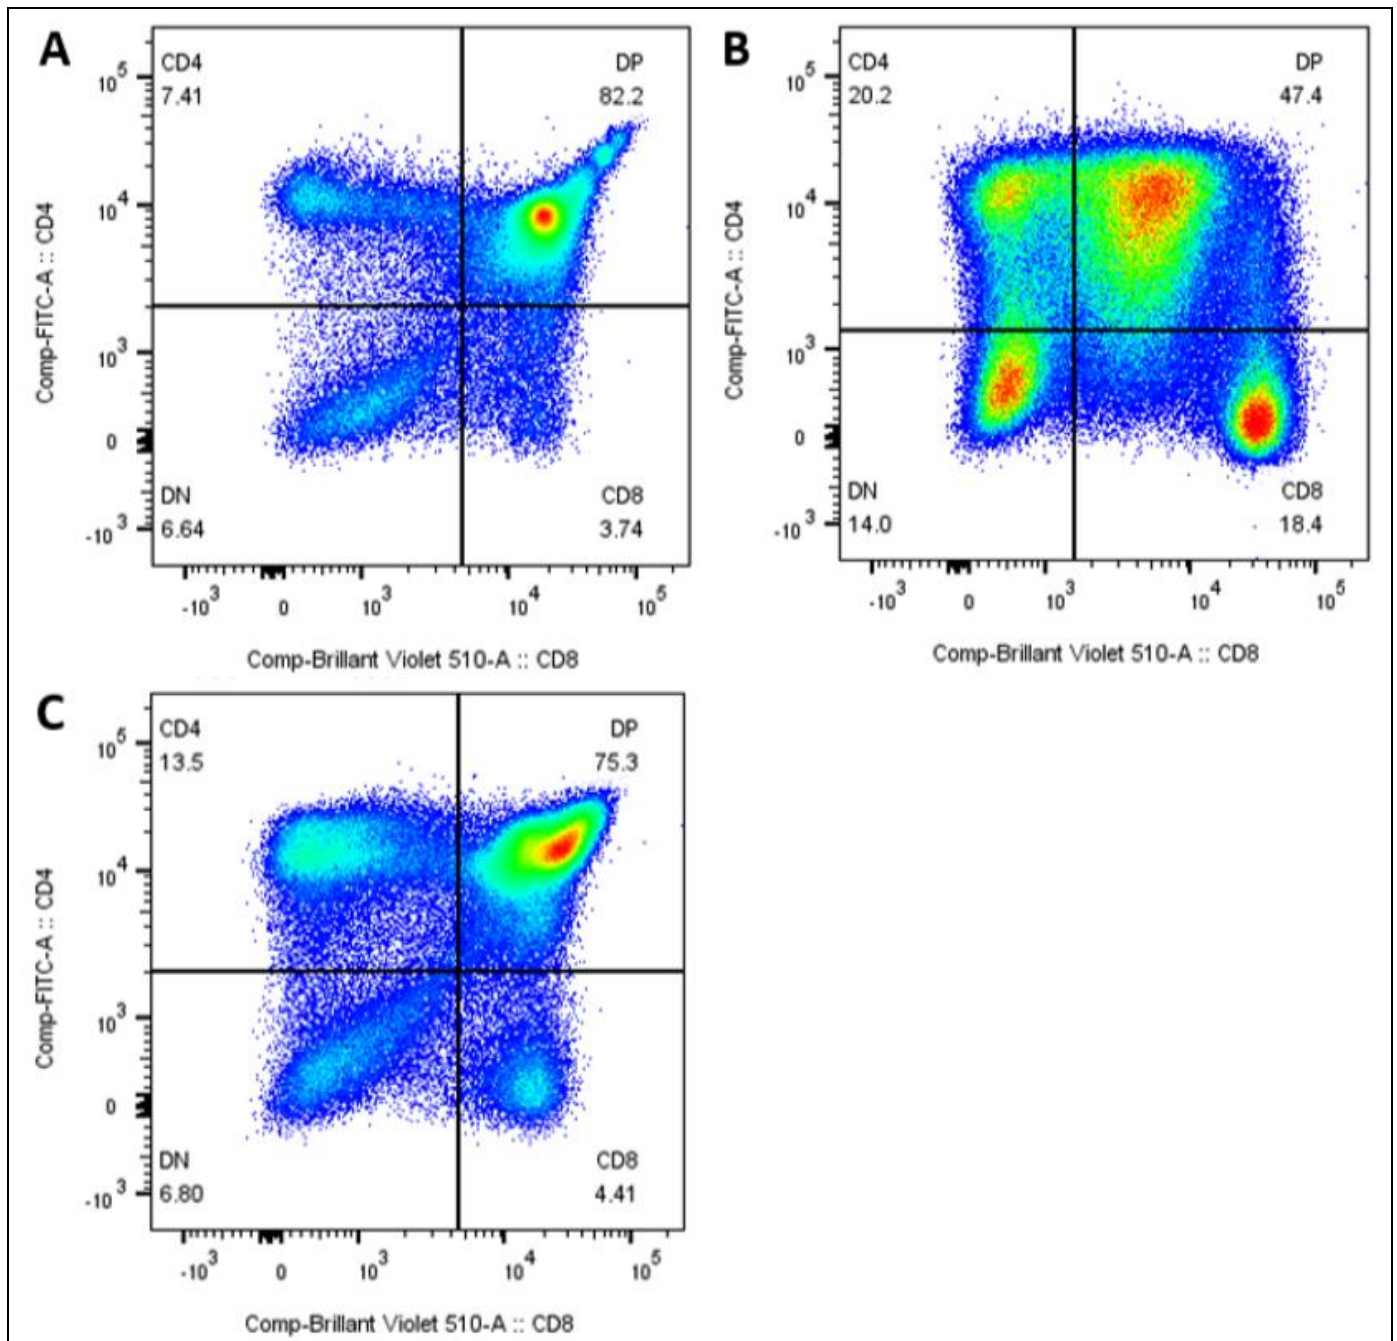 A
CD4
7.41
DP
82.2
10^5
10^4
10^3
0
-10^3
DN
6.64
CD8
3.74
-10^3 0 10^3 10^4 10^5
Comp-FITC-A :: CD4
Comp-Brillant Violet 510-A :: CD8
B
CD4
20.2
DP
47.4
10^5
10^4
10^3
0
-10^3
DN
14.0
CD8
18.4
-10^3 0 10^3 10^4 10^5
Comp-FITC-A :: CD4
Comp-Brillant Violet 510-A :: CD8
C
CD4
13.5
DP
75.3
10^5
10^4
10^3
0
-10^3
DN
6.80
CD8
4.41
-10^3 0 10^3 10^4 10^5
Comp-FITC-A :: CD4
Comp-Brillant Violet 510-A :: CD8